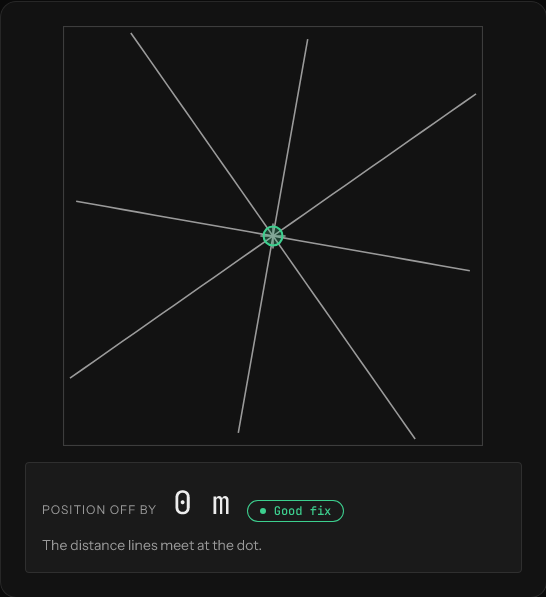 POSITION OFF BY 0 m Good fix
The distance lines meet at the dot.